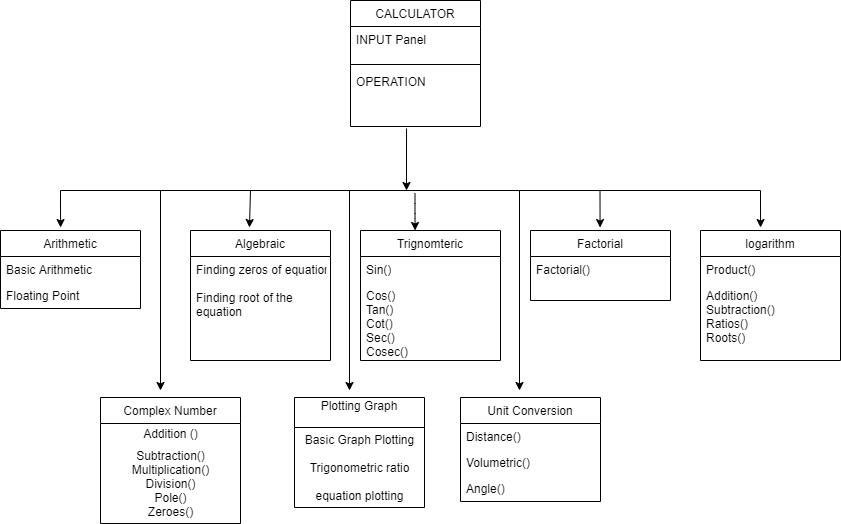 CALCULATOR
INPUT Panel
OPERATION
Arithmetic
Basic Arithmetic
Floating Point
Algebraic
Finding zeros of equation
Finding root of the
equation
Trignomteric
Sin()
Cos()
Tan()
Cot()
Sec()
Cosec()
Factorial
Factorial()
logarithm
Product()
Addition()
Subtraction()
Ratios()
Roots()
Complex Number
Addition ()
Subtraction()
Multiplication()
Division()
Pole()
Zeroes()
Plotting Graph
Basic Graph Plotting
Trigonometric ratio
equation plotting
Unit Conversion
Distance()
Volumetric()
Angle()